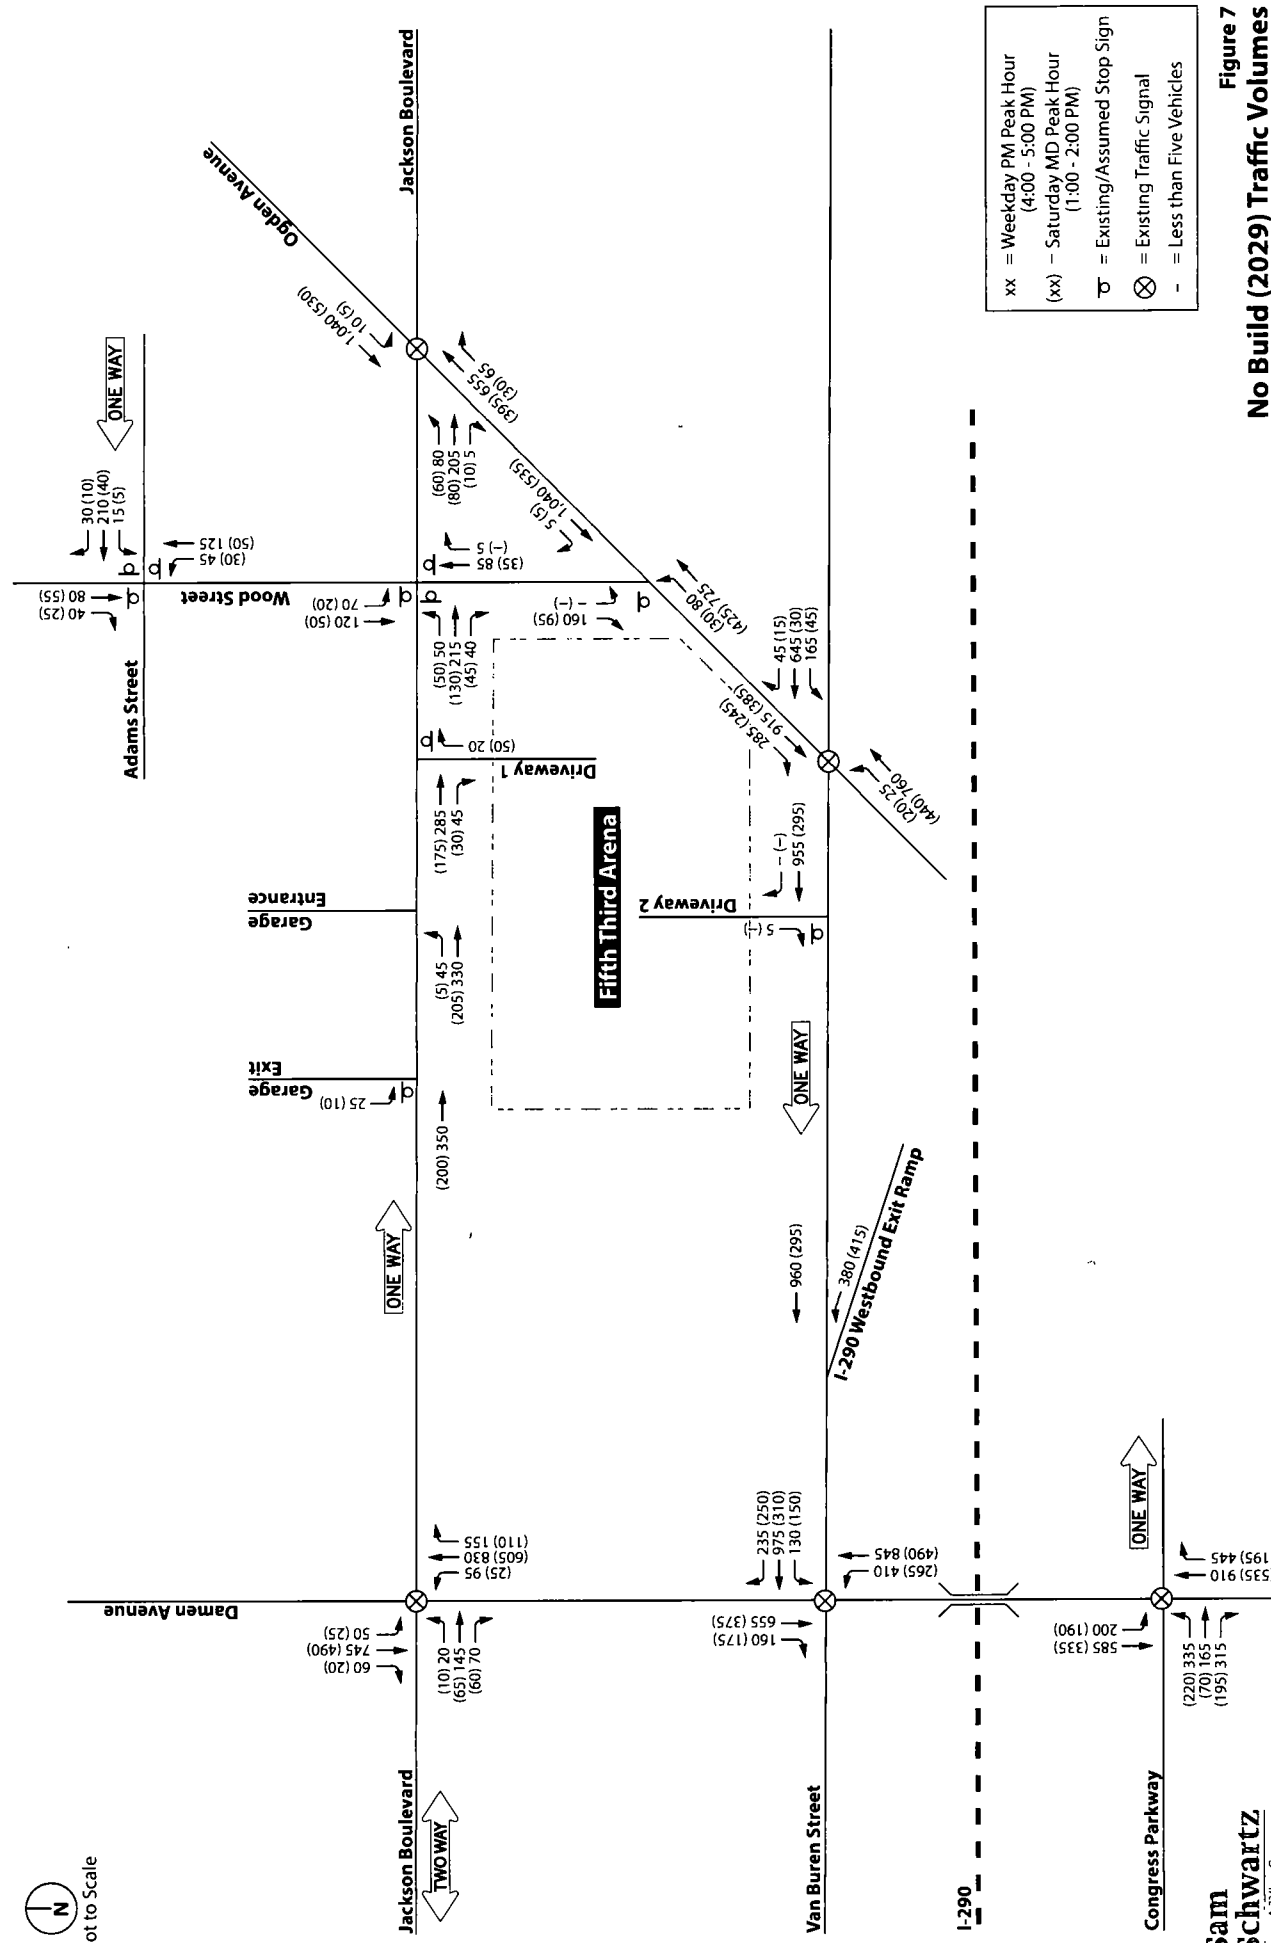 N
ot to Scale
Adams Street
ONE WAY
30 (10)
210 (40)
15 (5)
40 (25)
80 (55)
(30) 45
(50) 125
Wood Street
Ogden Avenue
1,040 (530)
10 (5)
Jackson Boulevard
TWO WAY
Damen Avenue
60 (20)
745 (490)
50 (25)
(10) 20
(65) 145
(60) 70
(25) 95
(605) 830
(110) 155
ONE WAY
Garage
Exit
25 (10)
(200) 350
Garage
Entrance
(5) 45
(205) 330
(175) 285
(30) 45
Driveway 1
(50) 20
120 (50)
70 (20)
(50) 50
(130) 215
(45) 40
(35) 85
(-) 5
(60) 80
(80) 205
(10) 5
(395) 655
(30) 65
Jackson Boulevard
Fifth Third Arena
160 (95)
- (-)
5 (5)
1,040 (535)
(30) 80
(425) 725
Van Buren Street
160 (175)
655 (375)
235 (250)
975 (310)
130 (150)
(265) 410
(490) 845
960 (295)
380 (415)
I-290 Westbound Exit Ramp
ONE WAY
Driveway 2
5 (-)
- (-)
955 (295)
285 (245)
915 (385)
45 (15)
645 (30)
165 (45)
(20) 25
(440) 760
I-290
Congress Parkway
585 (335)
200 (190)
(220) 335
(70) 165
(195) 315
535) 910
195) 445
ONE WAY
xx = Weekday PM Peak Hour
(4:00 - 5:00 PM)
(xx) – Saturday MD Peak Hour
(1:00 - 2:00 PM)
= Existing/Assumed Stop Sign
= Existing Traffic Signal
- = Less than Five Vehicles
Sam
Schwartz
Figure 7
No Build (2029) Traffic Volumes